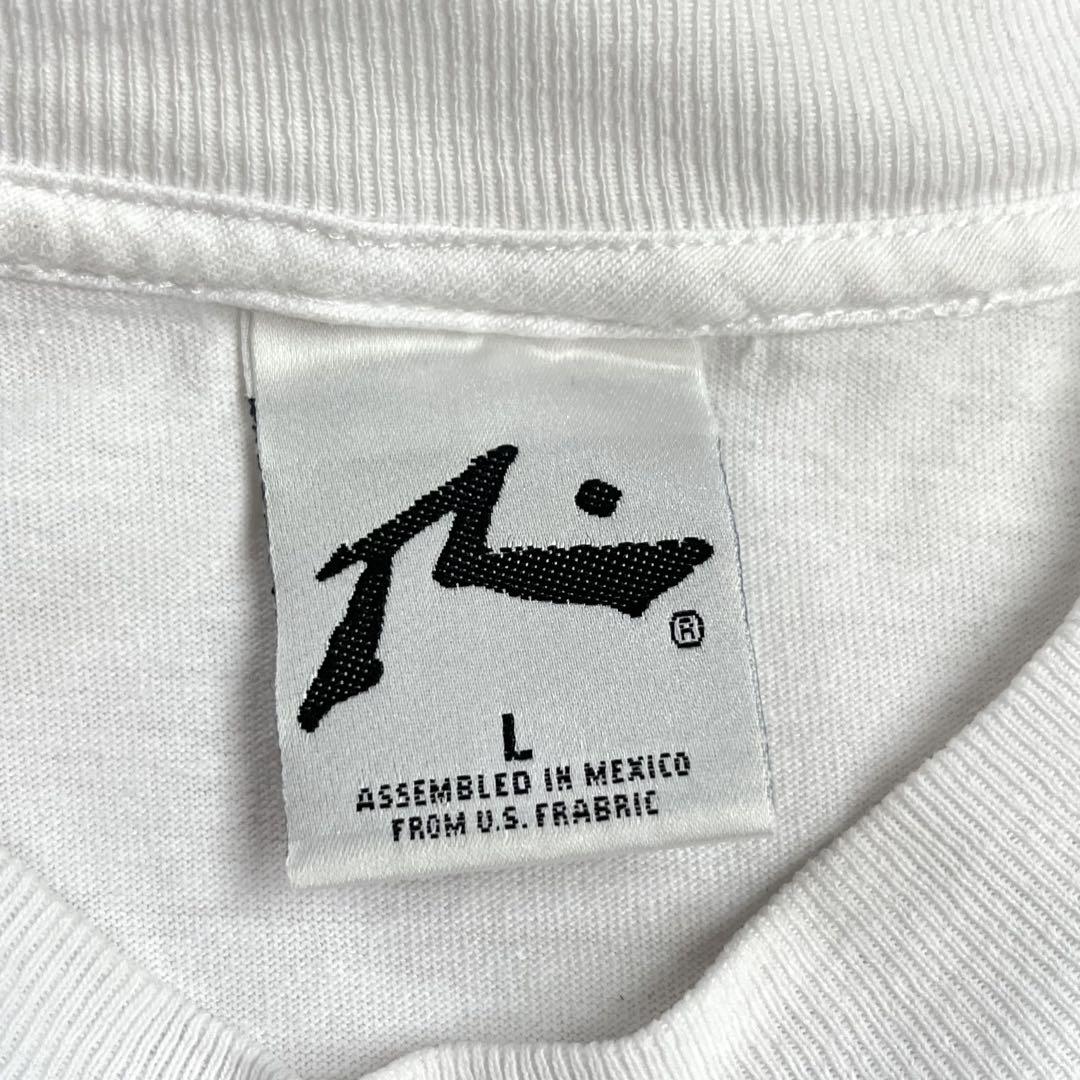 ®
L
ASSEMBLED IN MEXICO
FROM U.S. FRABRIC